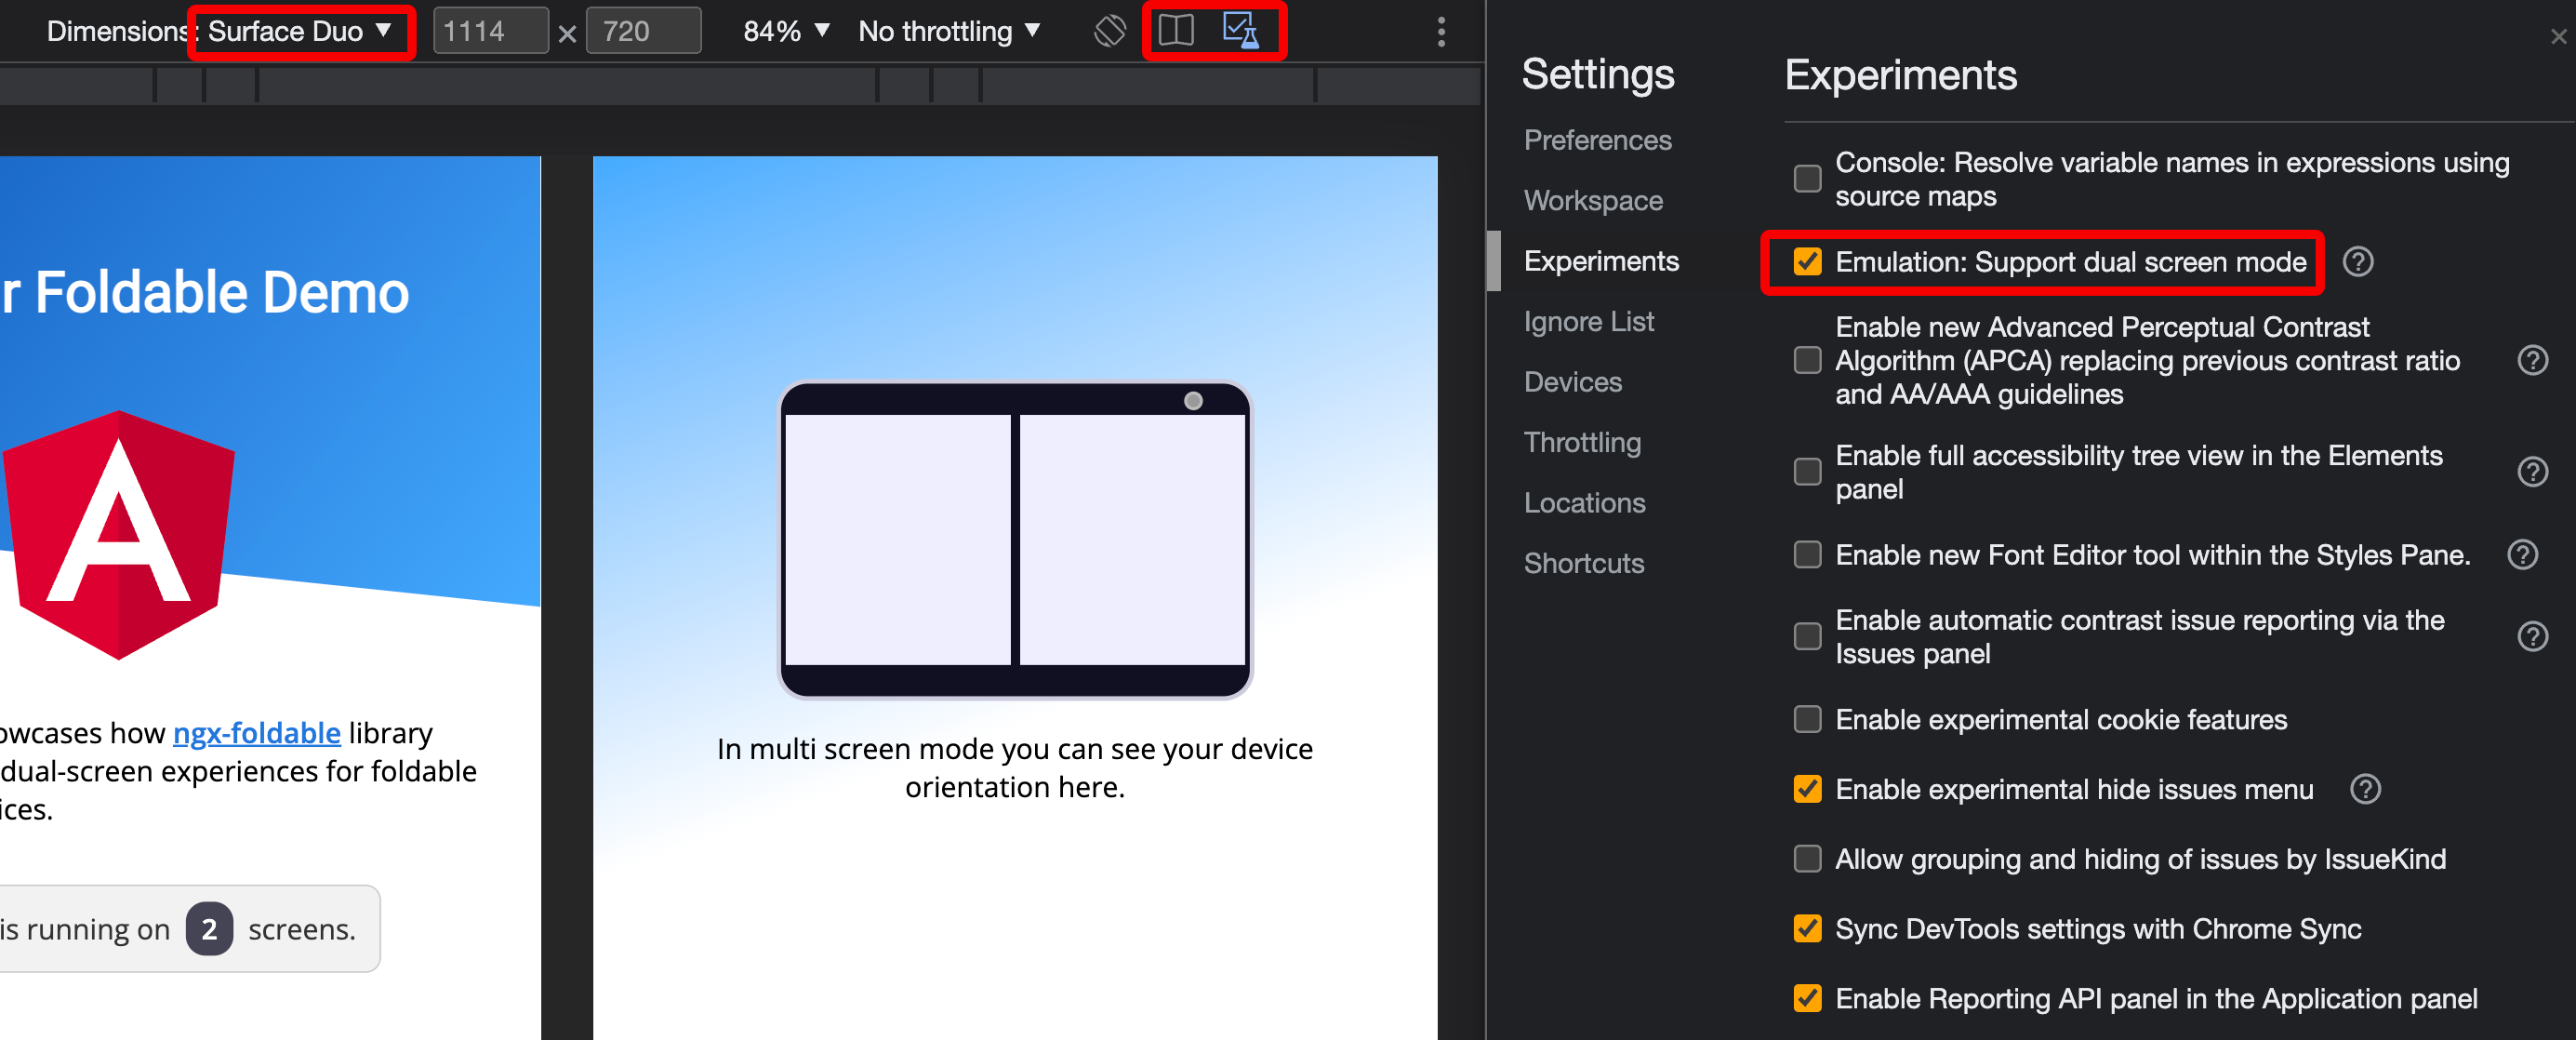 Dimensions: Surface Duo ▼ 1114 × 720 84% ▼ No throttling ▼
r Foldable Demo
owcases how ngx-foldable library
dual-screen experiences for foldable
ices.
is running on 2 screens.
In multi screen mode you can see your device
orientation here.
Settings
Preferences
Workspace
Experiments
Ignore List
Devices
Throttling
Locations
Shortcuts
Experiments
Console: Resolve variable names in expressions using
source maps
Emulation: Support dual screen mode
Enable new Advanced Perceptual Contrast
Algorithm (APCA) replacing previous contrast ratio
and AA/AAA guidelines
Enable full accessibility tree view in the Elements
panel
Enable new Font Editor tool within the Styles Pane.
Enable automatic contrast issue reporting via the
Issues panel
Enable experimental cookie features
Enable experimental hide issues menu
Allow grouping and hiding of issues by IssueKind
Sync DevTools settings with Chrome Sync
Enable Reporting API panel in the Application panel